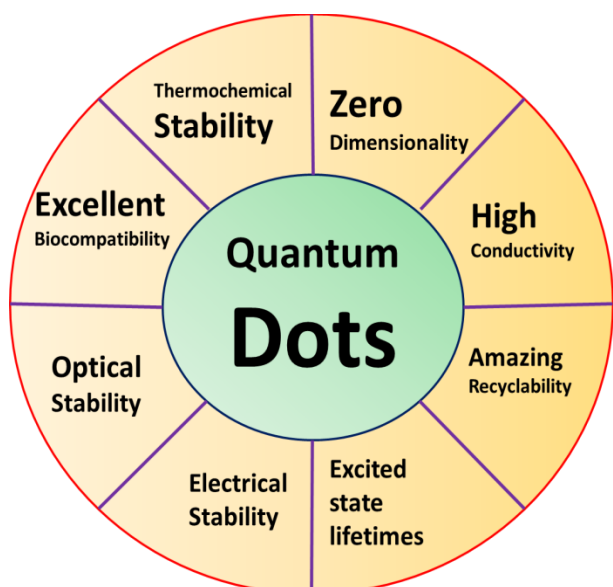 Quantum
Dots
Zero
Dimensionality
High
Conductivity
Amazing
Recyclability
Excited
state
lifetimes
Electrical
Stability
Optical
Stability
Excellent
Biocompatibility
Thermochemical
Stability